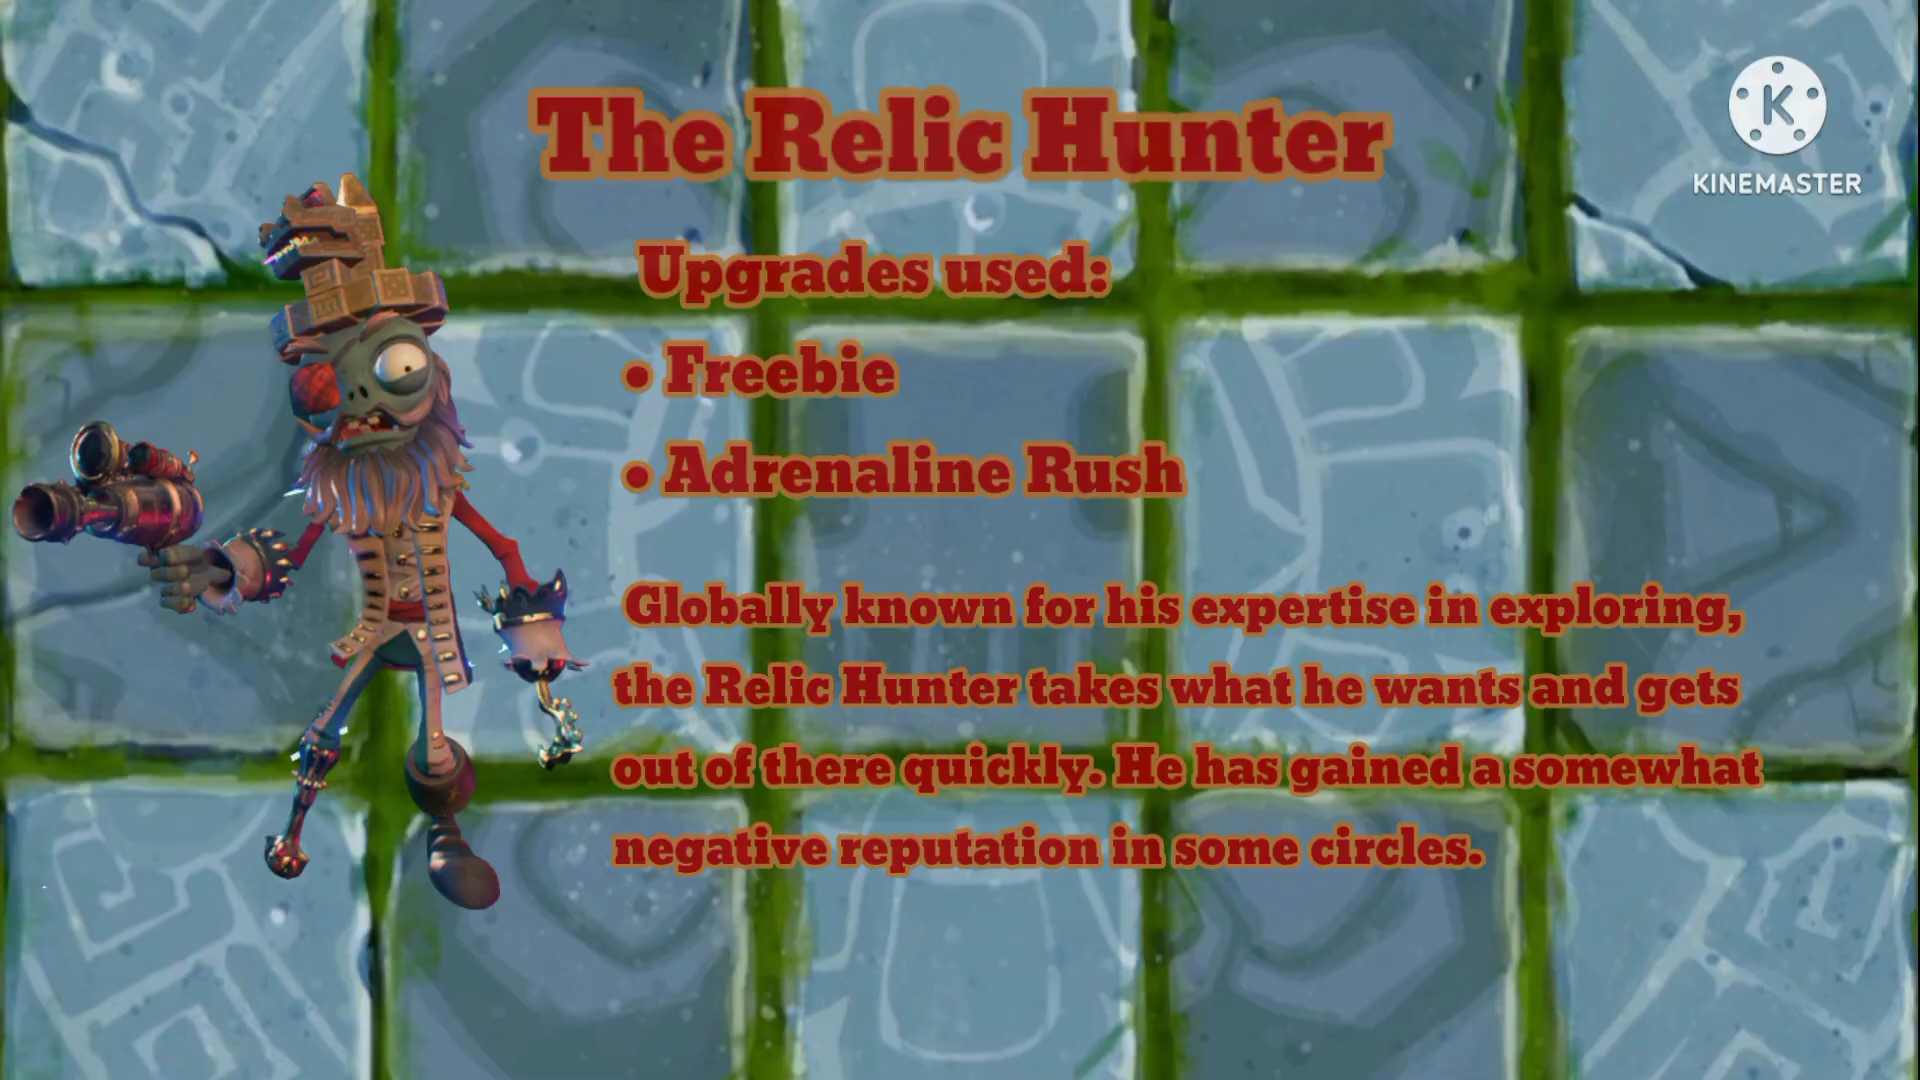 The Relic Hunter
K
KINEMASTER
Upgrades used:
• Freebie
• Adrenaline Rush
Globally known for his expertise in exploring,
the Relic Hunter takes what he wants and gets
out of there quickly. He has gained a somewhat
negative reputation in some circles.